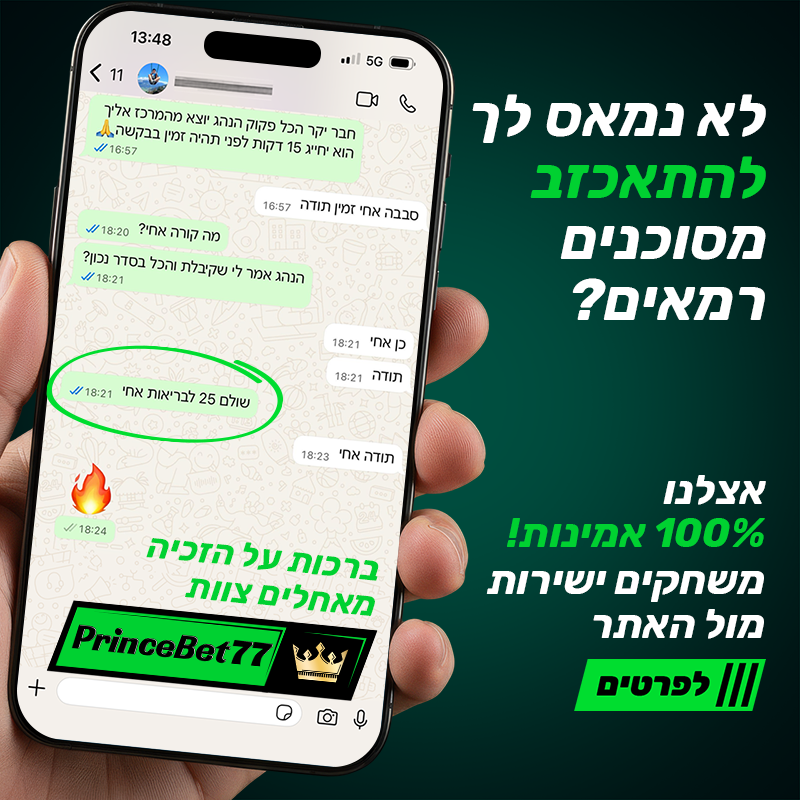 13:48
5G
11
חבר יקר הכל פקוק הנהג יוצא מהמרכז אליך
הוא יחייג 15 דקות לפני תהיה זמין בבקשה🙏
16:57
סבבה אחי זמין תודה 16:57
מה קורה אחי? 18:20
הנהג אמר לי שקיבלת והכל בסדר נכון?
18:21
כן אחי 18:21
תודה 18:21
שולם 25 לבריאות אחי 18:21
תודה אחי 18:23
🔥
18:24
ברכות על הזכיה
מאחלים צוות
PrinceBet77
לא נמאס לך
להתאכזב
מסוכנים
רמאים?
אצלנו
100% אמינות!
משחקים ישירות
מול האתר
לפרטים